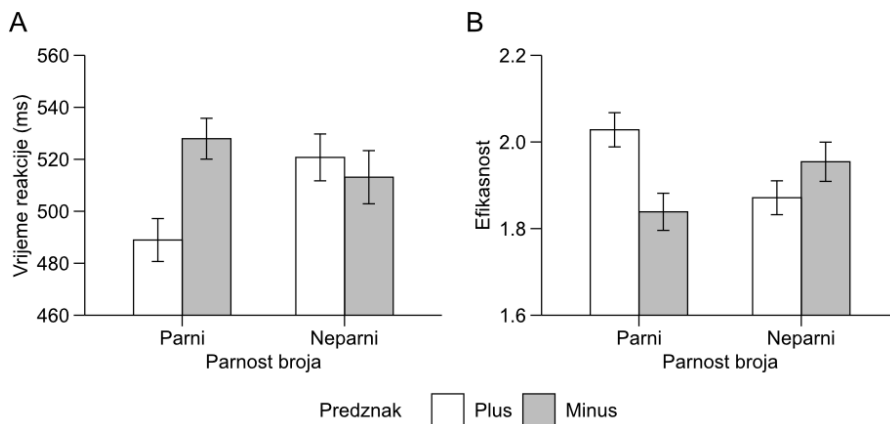 A
Vrijeme reakcije (ms)
560
540
520
500
480
460
Parni
Neparni
Parnost broja
B
Efikasnost
2.2
2.0
1.8
1.6
Parni
Neparni
Parnost broja
Predznak Plus Minus